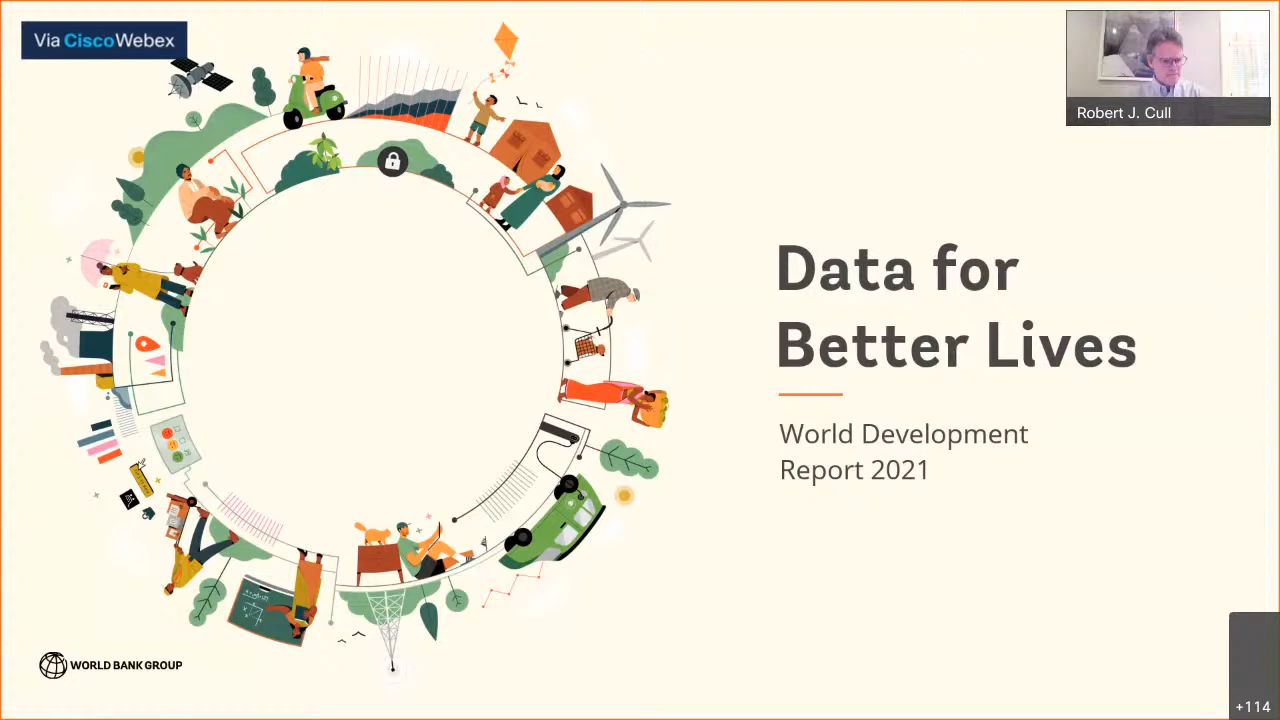 Via CiscoWebex
Robert J. Cull
Data for
Better Lives
World Development
Report 2021
WORLD BANK GROUP
+114